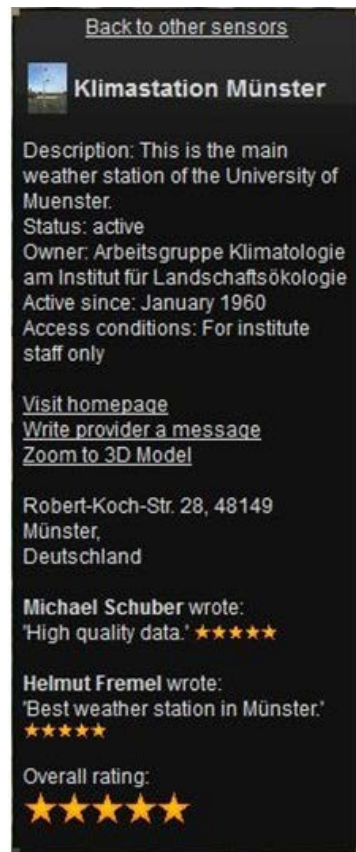 Back to other sensors
Klimastation Münster
Description: This is the main
weather station of the University of
Muenster.
Status: active
Owner: Arbeitsgruppe Klimatologie
am Institut für Landschaftsökologie
Active since: January 1960
Access conditions: For institute
staff only
Visit homepage
Write provider a message
Zoom to 3D Model
Robert-Koch-Str. 28, 48149
Münster,
Deutschland
Michael Schuber wrote:
'High quality data.' ★★★★★
Helmut Fremel wrote:
'Best weather station in Münster.'
★★★★★
Overall rating:
★★★★★